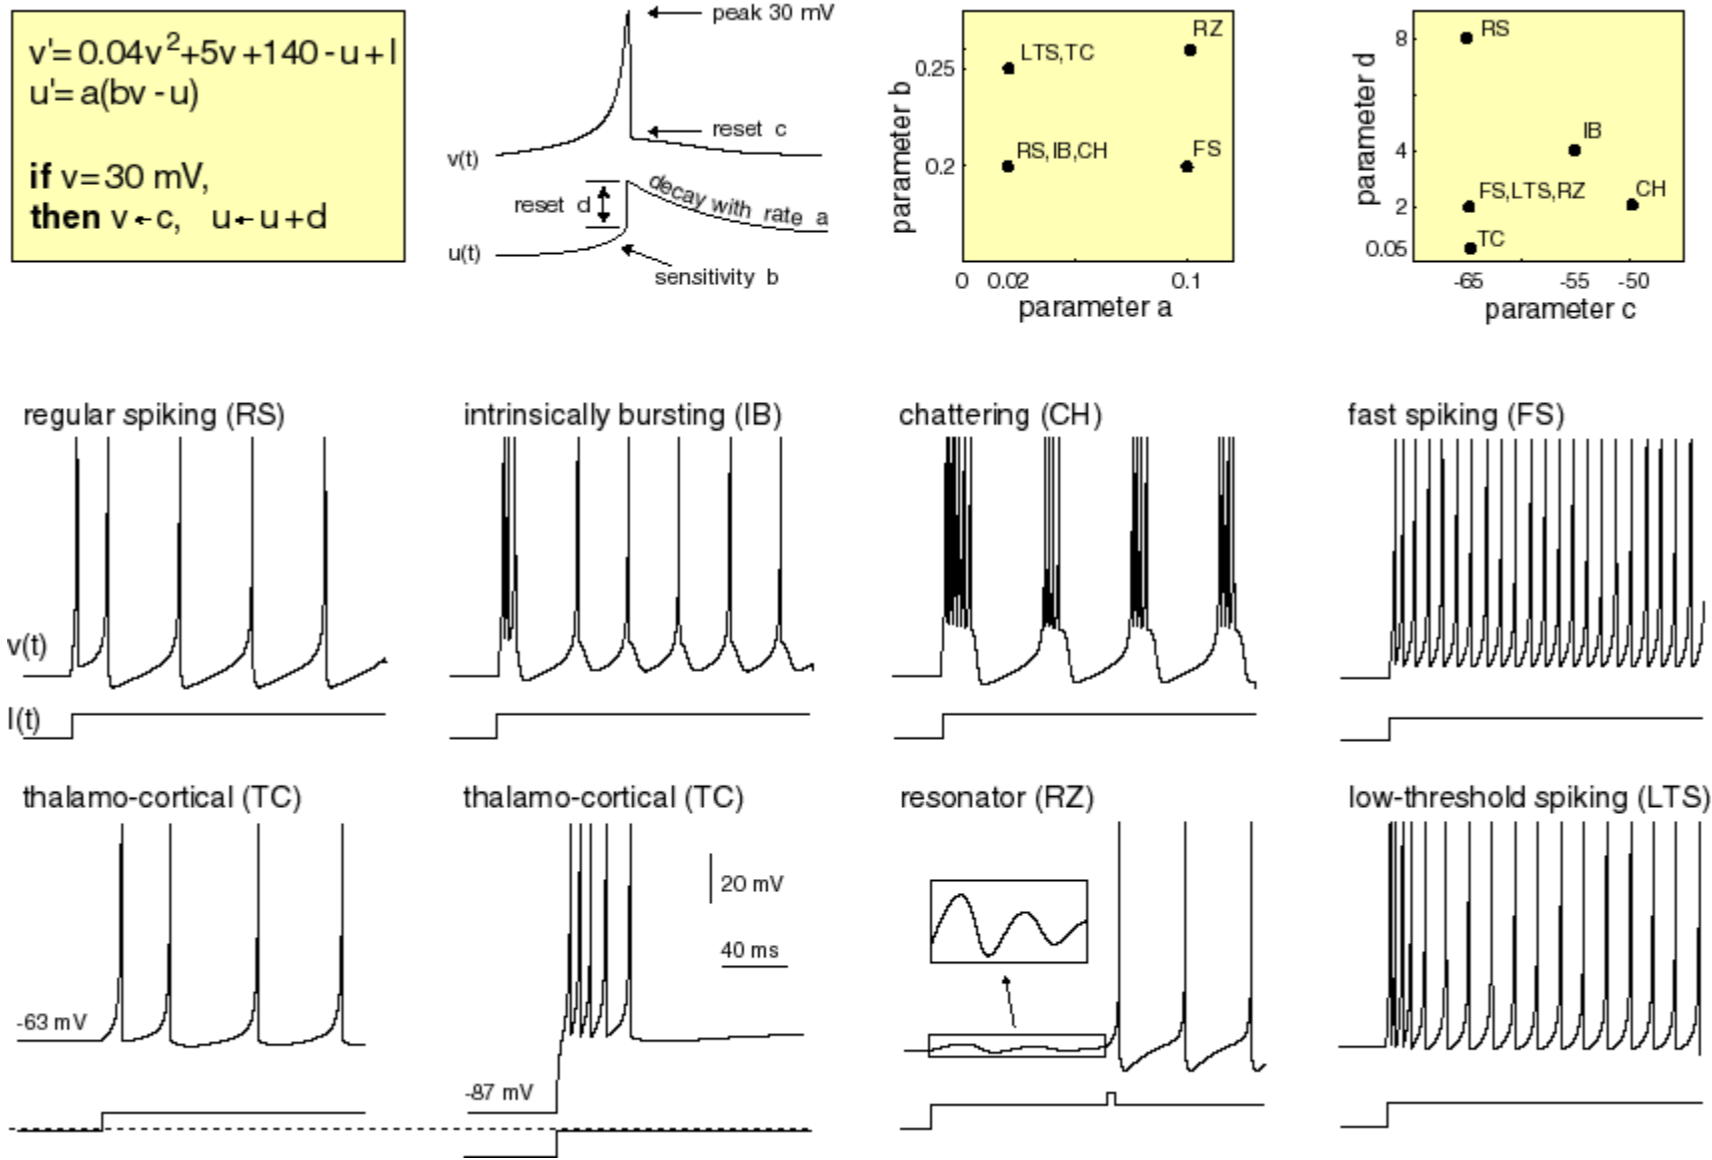 v'= 0.04v²+5v+140 - u + I
u'= a(bv - u)
if v= 30 mV,
then v ← c, u ← u + d
peak 30 mV
reset c
v(t)
reset d
decay with rate a
u(t)
sensitivity b
parameter b
0.25
0.2
LTS,TC
RZ
RS,IB,CH
FS
0
0.02
0.1
parameter a
parameter d
8
4
2
0.05
RS
IB
FS,LTS,RZ
CH
TC
-65
-55
-50
parameter c
regular spiking (RS)
intrinsically bursting (IB)
chattering (CH)
fast spiking (FS)
v(t)
I(t)
thalamo-cortical (TC)
thalamo-cortical (TC)
resonator (RZ)
low-threshold spiking (LTS)
20 mV
40 ms
-63 mV
-87 mV